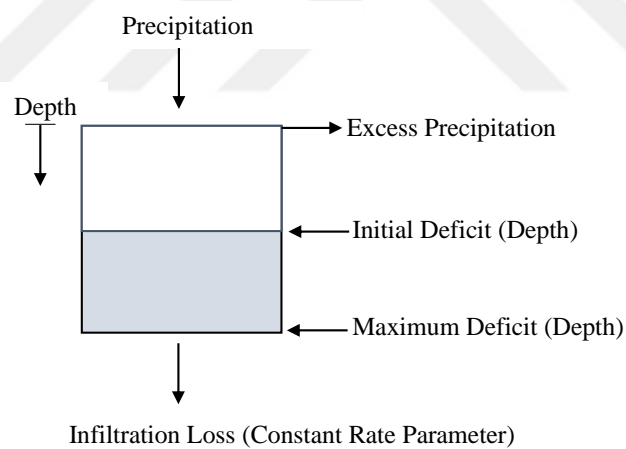 Precipitation
Depth
Excess Precipitation
Initial Deficit (Depth)
Maximum Deficit (Depth)
Infiltration Loss (Constant Rate Parameter)